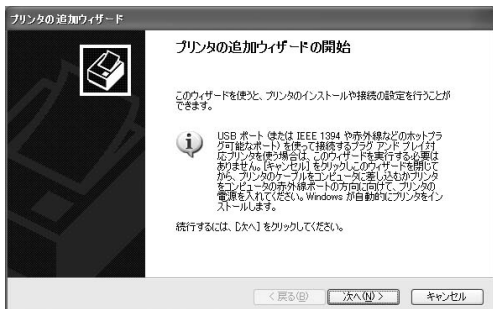 プリンタの追加ウィザード
プリンタの追加ウィザードの開始
このウィザードを使うと、プリンタのインストールや接続の設定を行うことが
できます。
USB ポート (または IEEE 1394 や赤外線などのホットプラ
グ可能なポート) を使って接続するプラグ アンド プレイ対
応プリンタを使う場合は、このウィザードを実行する必要は
ありません。[キャンセル] をクリックしこのウィザードを閉じて
から、プリンタのケーブルをコンピュータに差し込むかプリンタ
をコンピュータの赤外線ポートの方向に向けて、プリンタの
電源を入れてください。Windows が自動的にプリンタをイン
ストールします。
続行するには、[次へ] をクリックしてください。
< 戻る(B) 次へ(N) > キャンセル